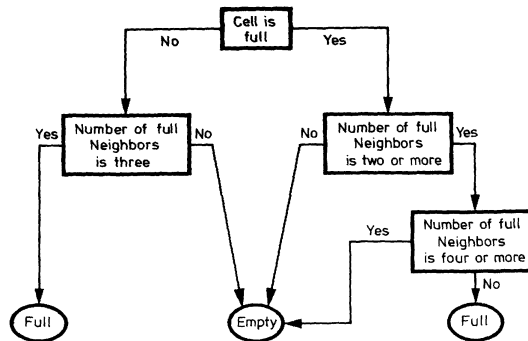 Cell is
full
No
Yes
Yes
Number of full
Neighbors
is three
No
No
Number of full
Neighbors
is two or more
Yes
Yes
Number of full
Neighbors
is four or more
No
Full
Empty
Full